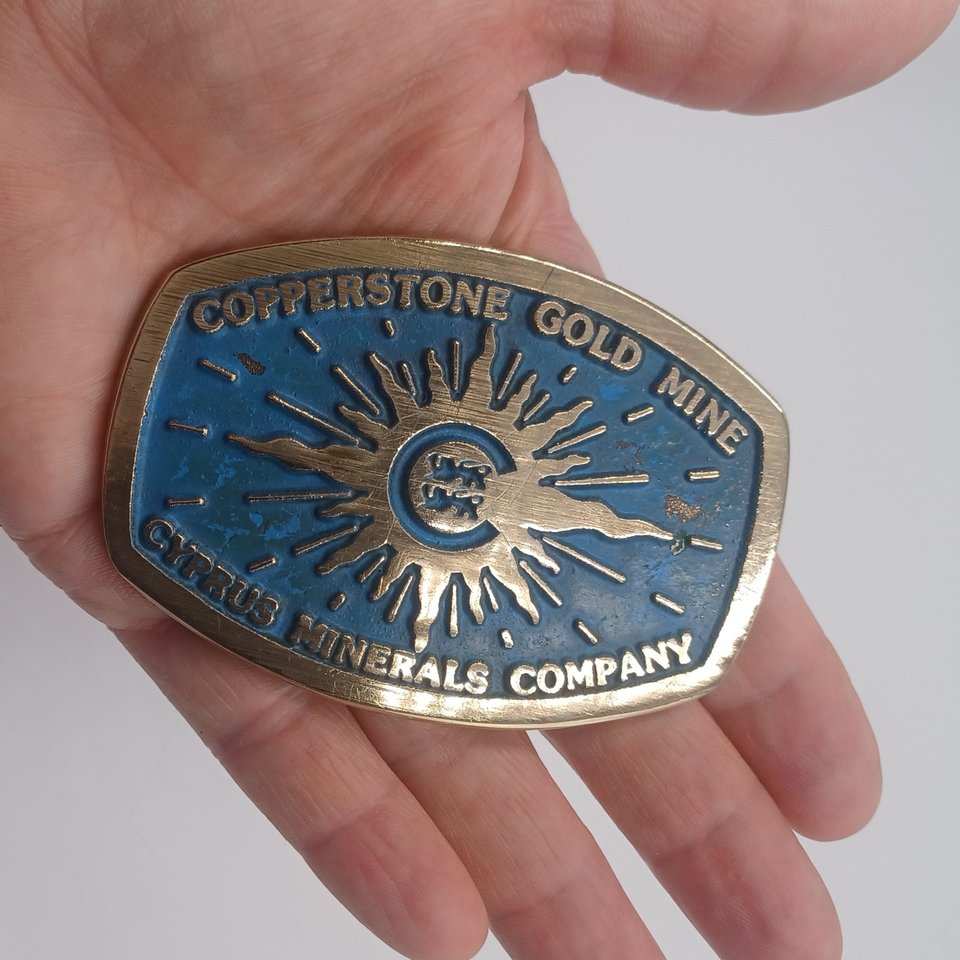 COPPERSTONE GOLD MINE
CYPRUS MINERALS COMPANY